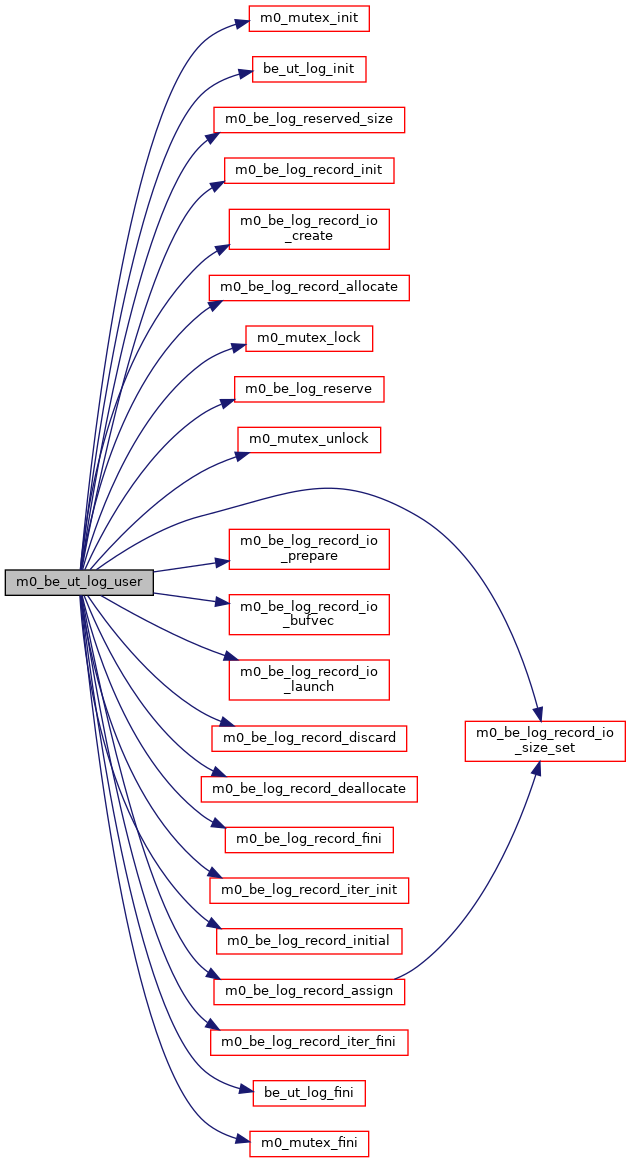 m0_mutex_init
be_ut_log_init
m0_be_log_reserved_size
m0_be_log_record_init
m0_be_log_record_io
_create
m0_be_log_record_allocate
m0_mutex_lock
m0_be_log_reserve
m0_mutex_unlock
m0_be_log_record_io
_prepare
m0_be_ut_log_user
m0_be_log_record_io
_bufvec
m0_be_log_record_io
_launch
m0_be_log_record_discard
m0_be_log_record_io
_size_set
m0_be_log_record_deallocate
m0_be_log_record_fini
m0_be_log_record_iter_init
m0_be_log_record_initial
m0_be_log_record_assign
m0_be_log_record_iter_fini
be_ut_log_fini
m0_mutex_fini